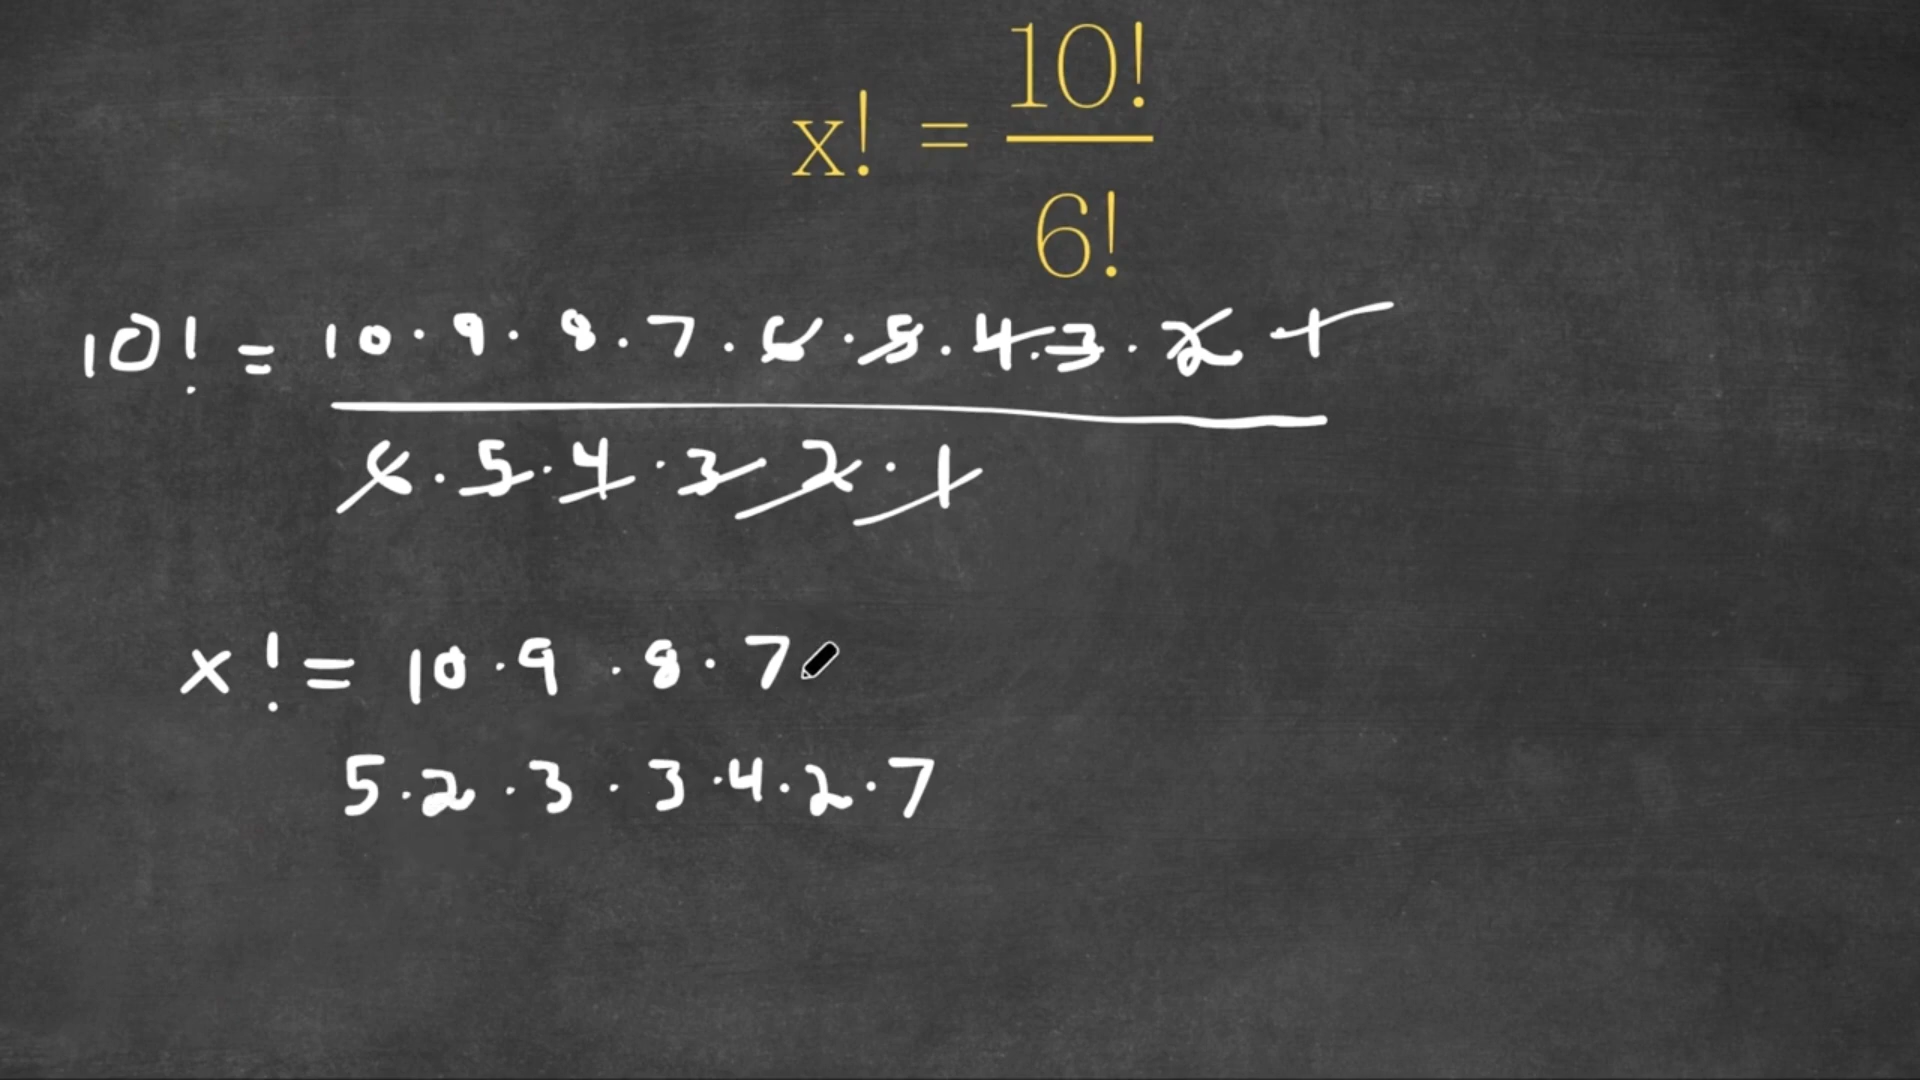 x! = 10!
6!
10! = 10 · 9 · 8 · 7 · 6 · 5 · 4 · 3 · 2 1
6 · 5 · 4 · 3 2 · 1
x ! = 10 · 9 · 8 · 7
5 · 2 · 3 · 3 · 4 · 2 · 7